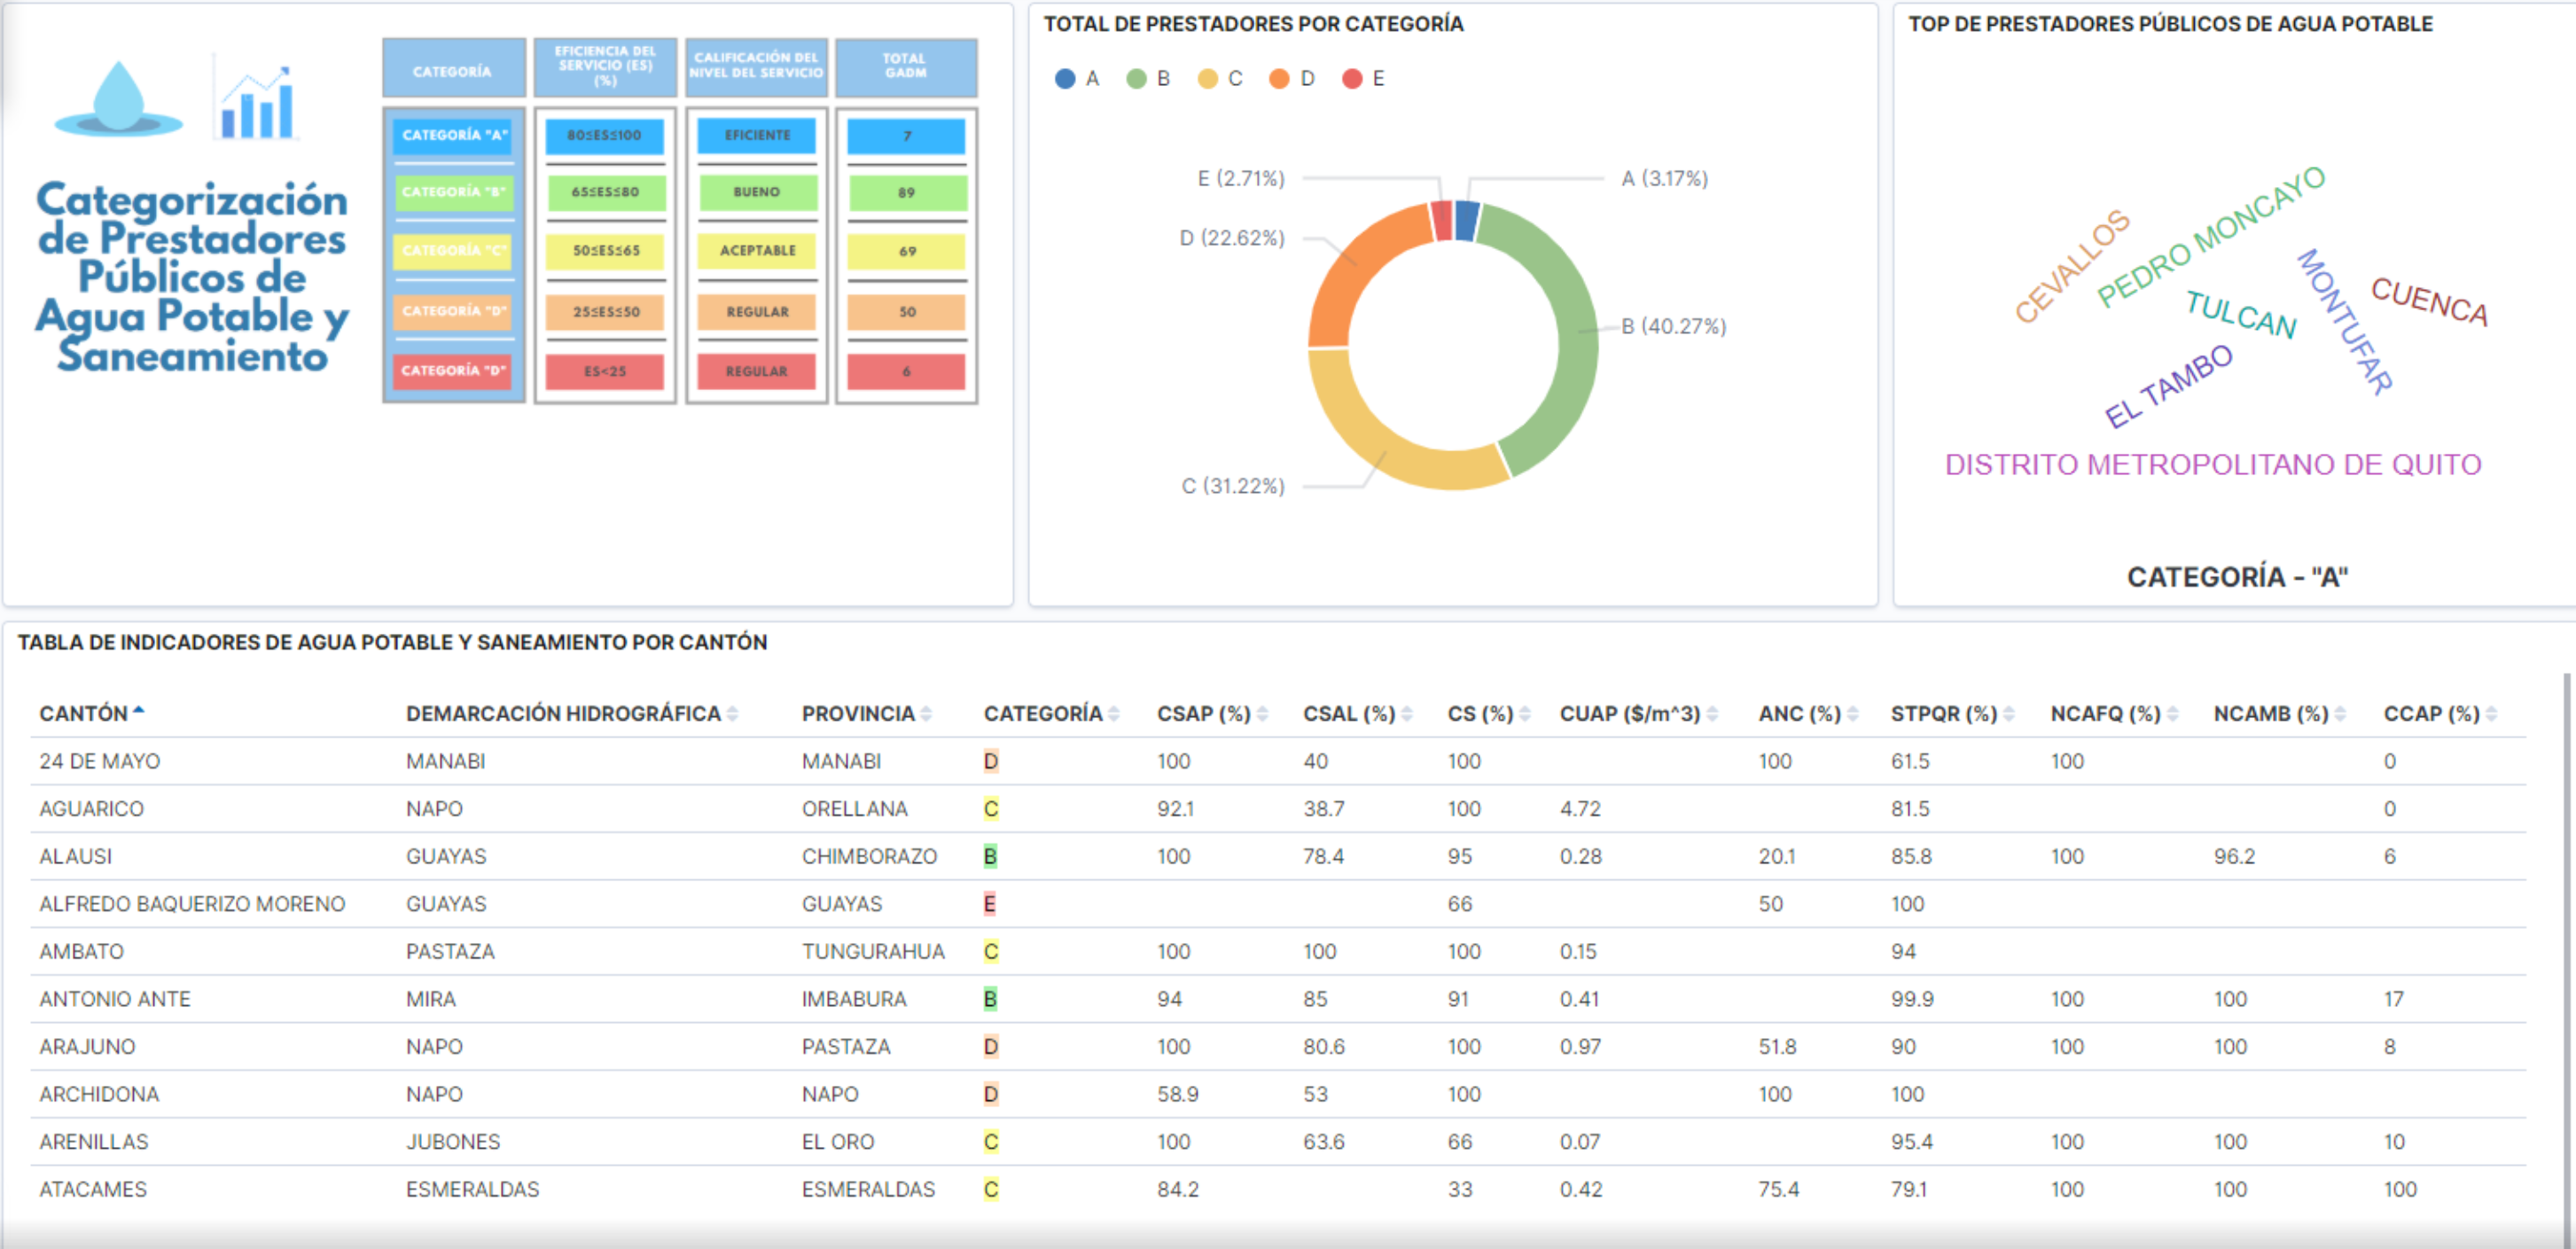 Categorización
de Prestadores
Públicos de
Agua Potable y
Saneamiento
CATEGORÍA EFICIENCIA DEL SERVICIO (ES) (%) CALIFICACIÓN DEL NIVEL DEL SERVICIO TOTAL GADM
CATEGORÍA "A" 80≤ES≤100 EFICIENTE 7
CATEGORÍA "B" 65≤ES≤80 BUENO 89
CATEGORÍA "C" 50≤ES≤65 ACEPTABLE 69
CATEGORÍA "D" 25≤ES≤50 REGULAR 50
CATEGORÍA "D" ES<25 REGULAR 6
TOTAL DE PRESTADORES POR CATEGORÍA
A B C D E
E (2.71%)
A (3.17%)
D (22.62%)
B (40.27%)
C (31.22%)
TOP DE PRESTADORES PÚBLICOS DE AGUA POTABLE
CEVALLOS
PEDRO MONCAYO
MONTUFAR
CUENCA
TULCAN
EL TAMBO
DISTRITO METROPOLITANO DE QUITO
CATEGORÍA - "A"
TABLA DE INDICADORES DE AGUA POTABLE Y SANEAMIENTO POR CANTÓN
CANTÓN DEMARCACIÓN HIDROGRÁFICA PROVINCIA CATEGORÍA CSAP (%) CSAL (%) CS (%) CUAP ($/m^3) ANC (%) STPQR (%) NCAFQ (%) NCAMB (%) CCAP (%)
24 DE MAYO MANABI MANABI D 100 40 100 100 61.5 100 0
AGUARICO NAPO ORELLANA C 92.1 38.7 100 4.72 81.5 0
ALAUSI GUAYAS CHIMBORAZO B 100 78.4 95 0.28 20.1 85.8 100 96.2 6
ALFREDO BAQUERIZO MORENO GUAYAS GUAYAS E 66 50 100
AMBATO PASTAZA TUNGURAHUA C 100 100 100 0.15 94
ANTONIO ANTE MIRA IMBABURA B 94 85 91 0.41 99.9 100 100 17
ARAJUNO NAPO PASTAZA D 100 80.6 100 0.97 51.8 90 100 100 8
ARCHIDONA NAPO NAPO D 58.9 53 100 100 100
ARENILLAS JUBONES EL ORO C 100 63.6 66 0.07 95.4 100 100 10
ATACAMES ESMERALDAS ESMERALDAS C 84.2 33 0.42 75.4 79.1 100 100 100